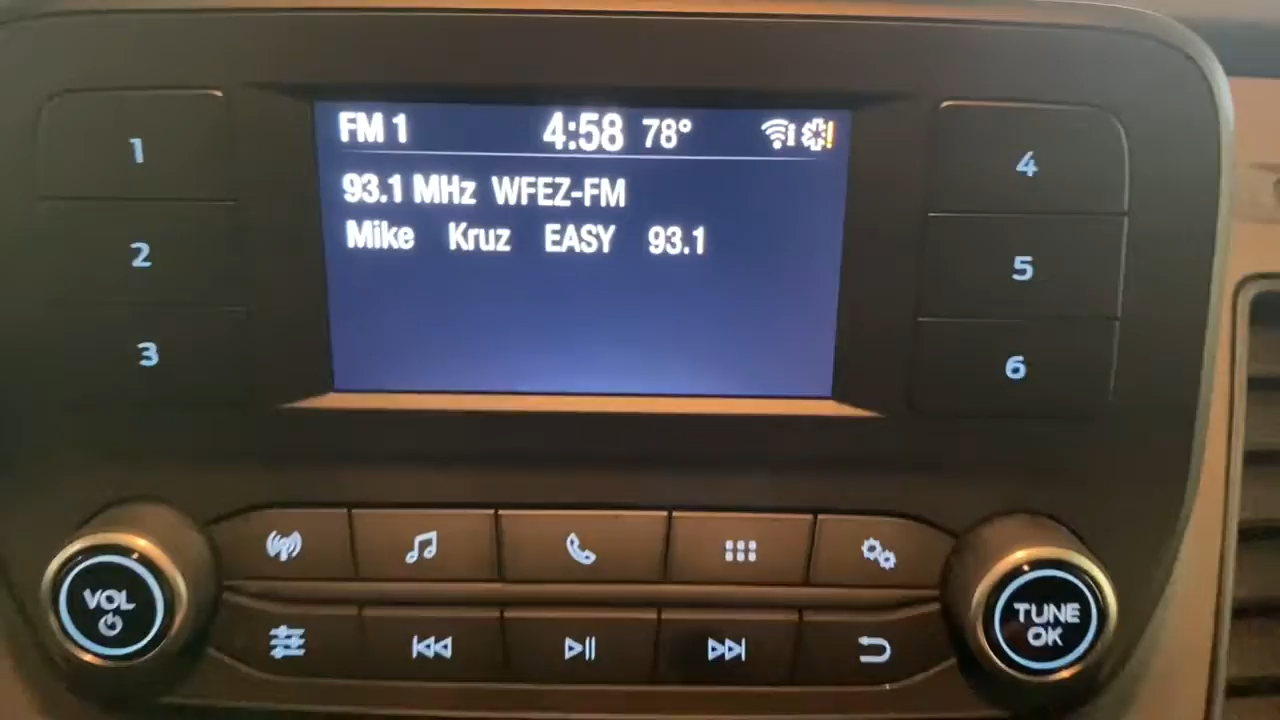 FM 1 4:58 78°
93.1 MHz WFEZ-FM
Mike Kruz EASY 93.1
1
2
3
4
5
6
VOL
TUNE
OK